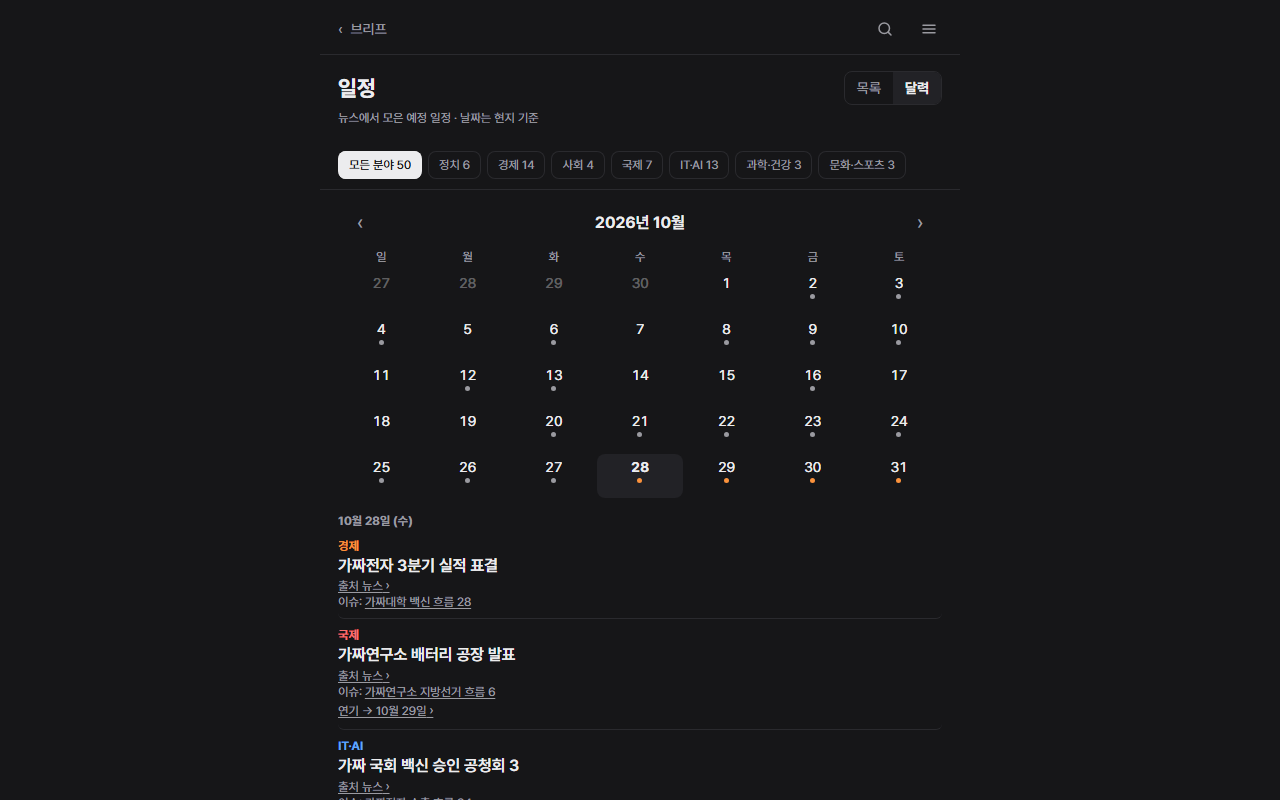 ‹ 브리프
일정
목록 달력
뉴스에서 모은 예정 일정 · 날짜는 현지 기준
모든 분야 50 정치 6 경제 14 사회 4 국제 7 IT·AI 13 과학·건강 3 문화·스포츠 3
‹ 2026년 10월 ›
일 월 화 수 목 금 토
27 28 29 30 1 2 3
4 5 6 7 8 9 10
11 12 13 14 15 16 17
18 19 20 21 22 23 24
25 26 27 28 29 30 31
10월 28일 (수)
경제
가짜전자 3분기 실적 표결
출처 뉴스 ›
이슈: 가짜대학 백신 흐름 28
국제
가짜연구소 배터리 공장 발표
출처 뉴스 ›
이슈: 가짜연구소 지방선거 흐름 6
연기 → 10월 29일 ›
IT·AI
가짜 국회 백신 승인 공청회 3
출처 뉴스 ›